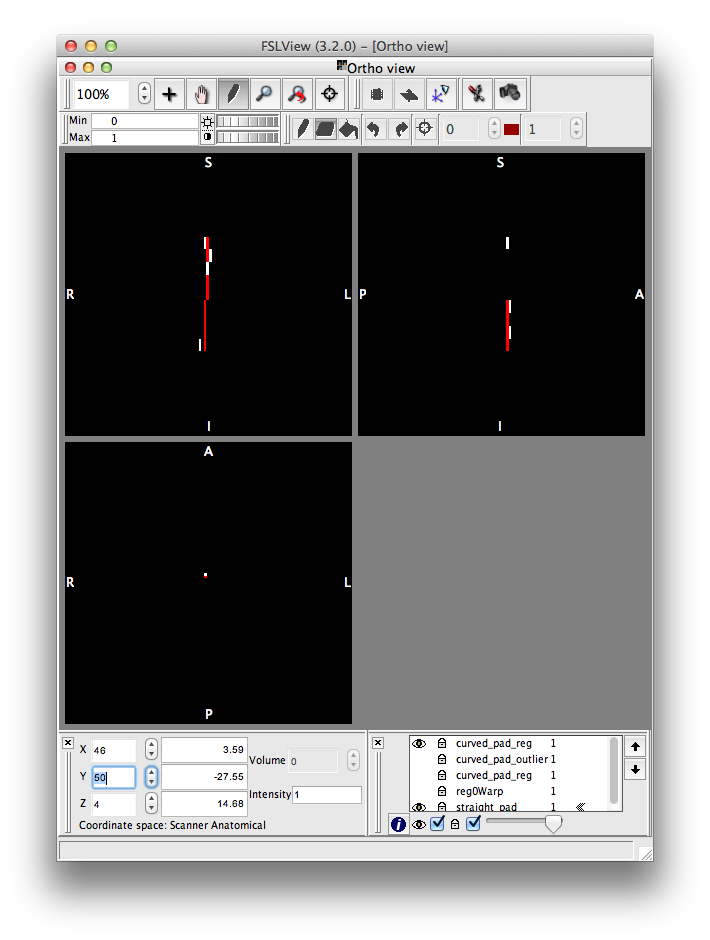 FSLView (3.2.0) – [Ortho view]
Ortho view
100%
Min 0
Max 1
0 1
S
R L
I
S
P A
I
A
R L
P
X 46 3.59
Y 50 -27.55
Z 4 14.68
Volume 0
Intensity 1
Coordinate space: Scanner Anatomical
curved_pad_reg 1
curved_pad_outlier 1
curved_pad_reg 1
reg0Warp 1
straight_pad 1